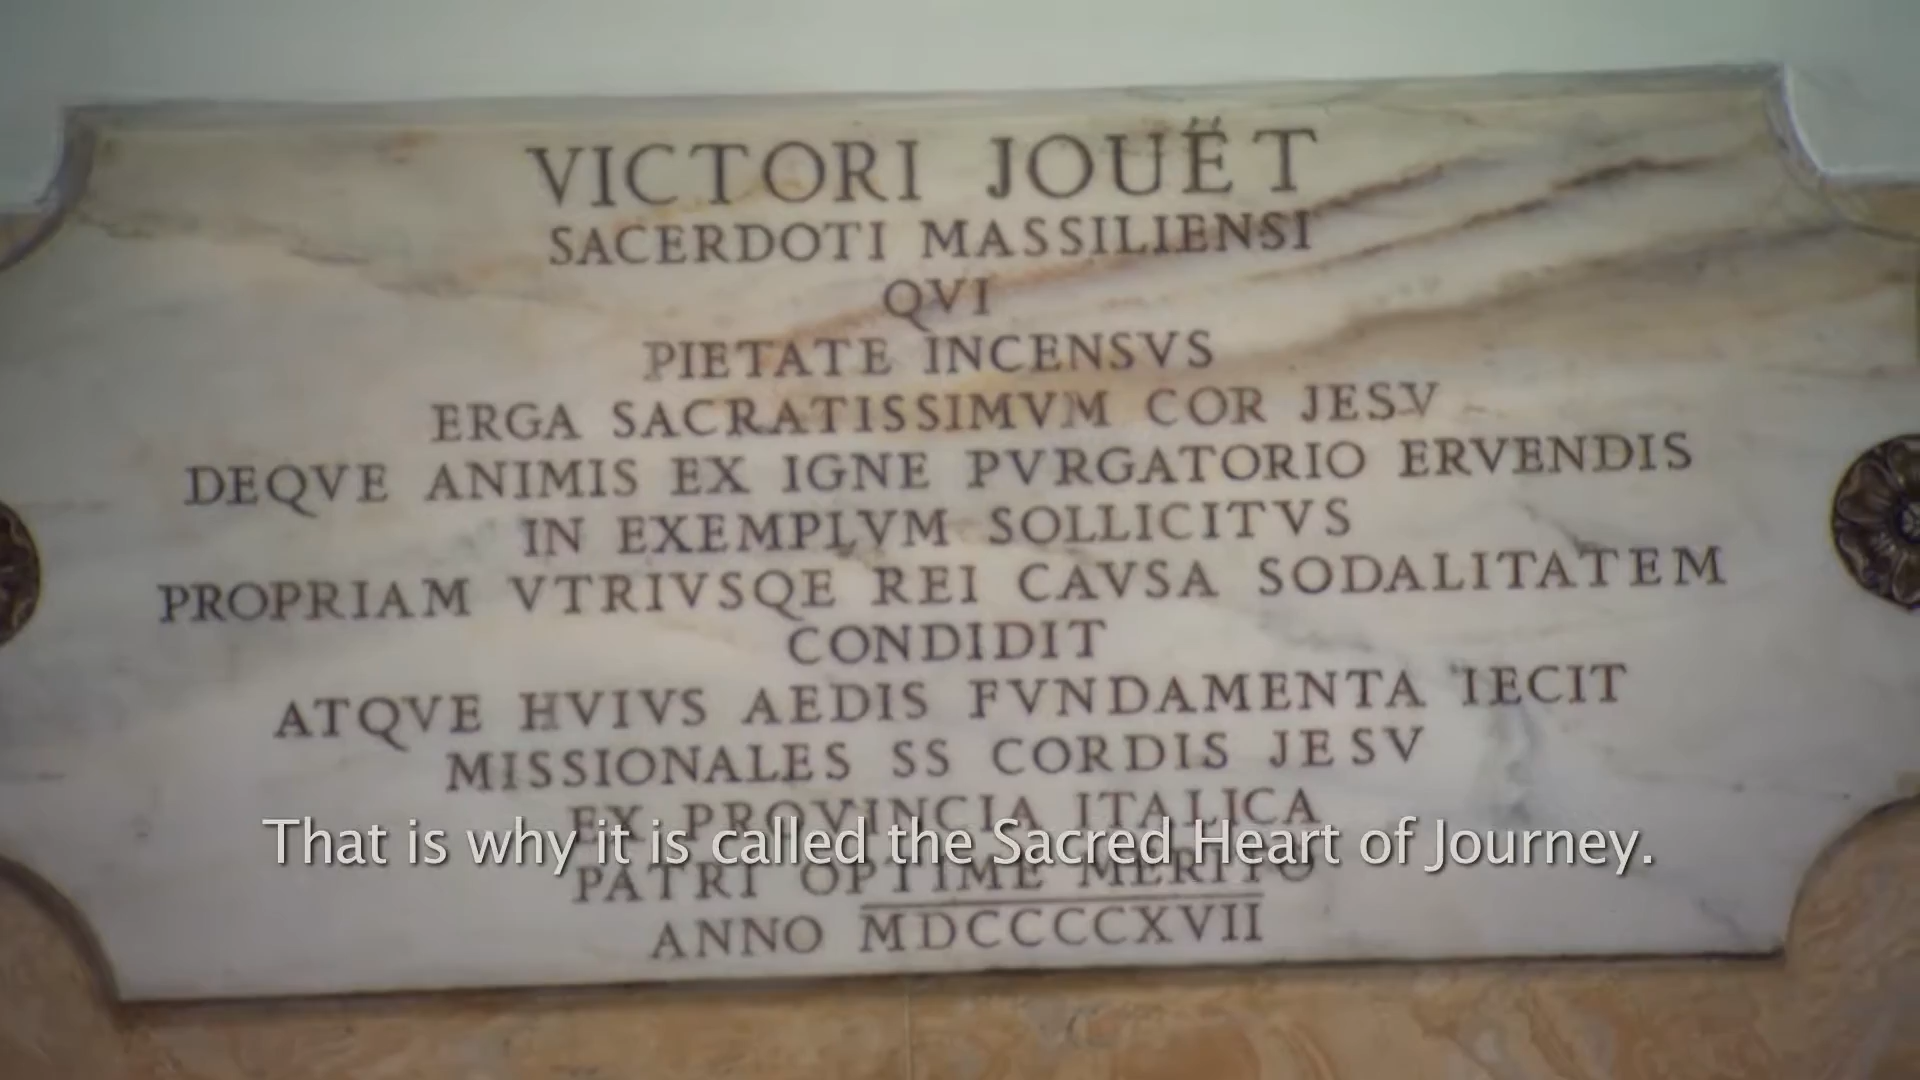 VICTORI JOUËT
SACERDOTI MASSILIENSI
QVI
PIETATE INCENSVS
ERGA SACRATISSIMVM COR JESV
DEQVE ANIMIS EX IGNE PVRGATORIO ERVENDIS
IN EXEMPLVM SOLLICITVS
PROPRIAM VTRIVSQE REI CAVSA SODALITATEM
CONDIDIT
ATQVE HVIVS AEDIS FVNDAMENTA IECIT
MISSIONALES SS CORDIS JESV
EX PROVINCIA ITALICA
That is why it is called the Sacred Heart of Journey.
PATRI OPTIME MERITO
ANNO MDCCCCXVII